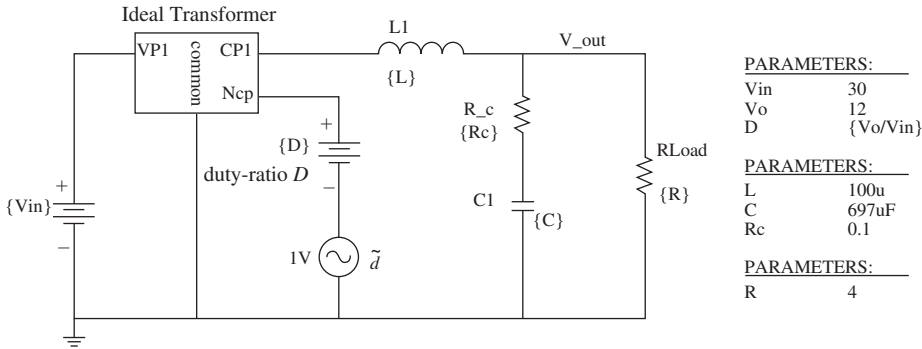 Ideal Transformer
VP1
common
CP1
Ncp
L1
{L}
V_out
R_c
{Rc}
C1
{C}
RLoad
{R}
+
{D}
−
duty-ratio D
+
{Vin}
−
1V
d̃
PARAMETERS:
Vin 30
Vo 12
D {Vo/Vin}
PARAMETERS:
L 100u
C 697uF
Rc 0.1
PARAMETERS:
R 4